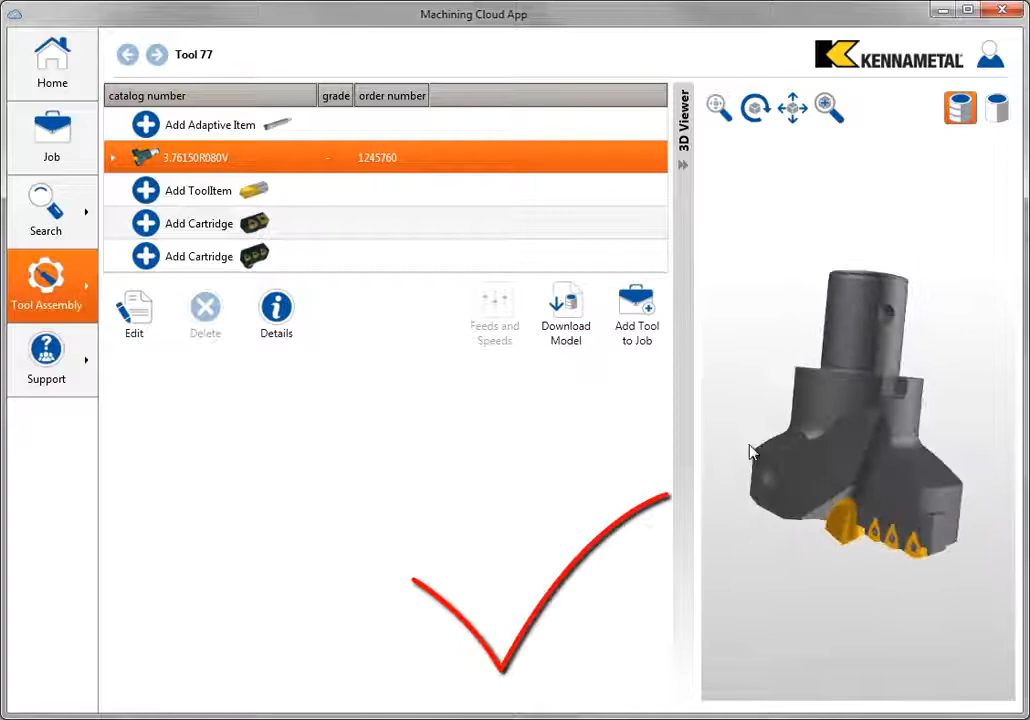 Machining Cloud App
Home
Job
Search
Tool Assembly
Support
Tool 77
KENNAMETAL
catalog number grade order number
Add Adaptive Item
3.76150R080V - 1245760
Add ToolItem
Add Cartridge
Add Cartridge
Edit
Delete
Details
Feeds and
Speeds
Download
Model
Add Tool
to Job
3D Viewer